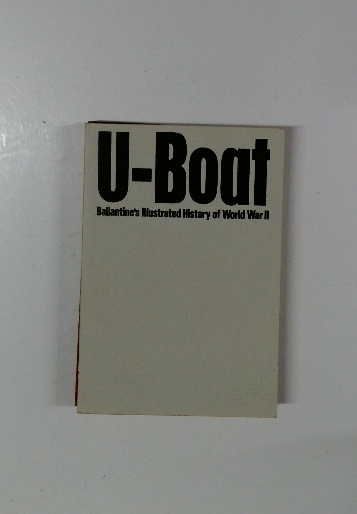 U-Boat
Ballantine's Illustrated History of World War II